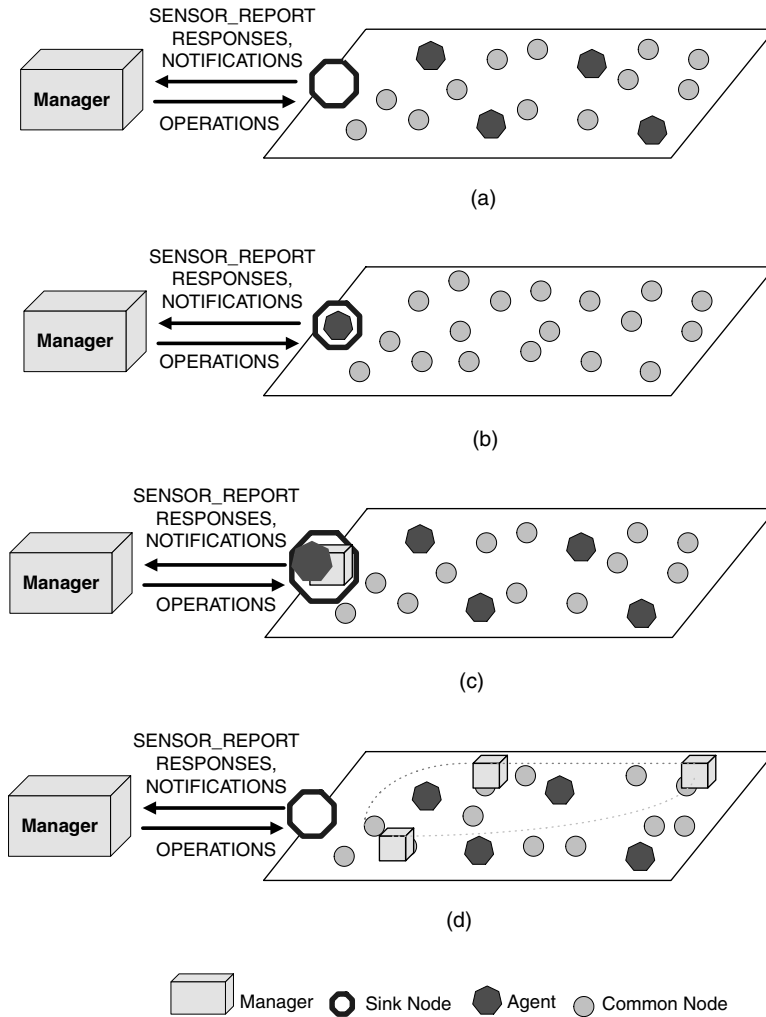 SENSOR_REPORT
RESPONSES,
NOTIFICATIONS
Manager
OPERATIONS
(a)
SENSOR_REPORT
RESPONSES,
NOTIFICATIONS
Manager
OPERATIONS
(b)
SENSOR_REPORT
RESPONSES,
NOTIFICATIONS
Manager
OPERATIONS
(c)
SENSOR_REPORT
RESPONSES,
NOTIFICATIONS
Manager
OPERATIONS
(d)
Manager
Sink Node
Agent
Common Node